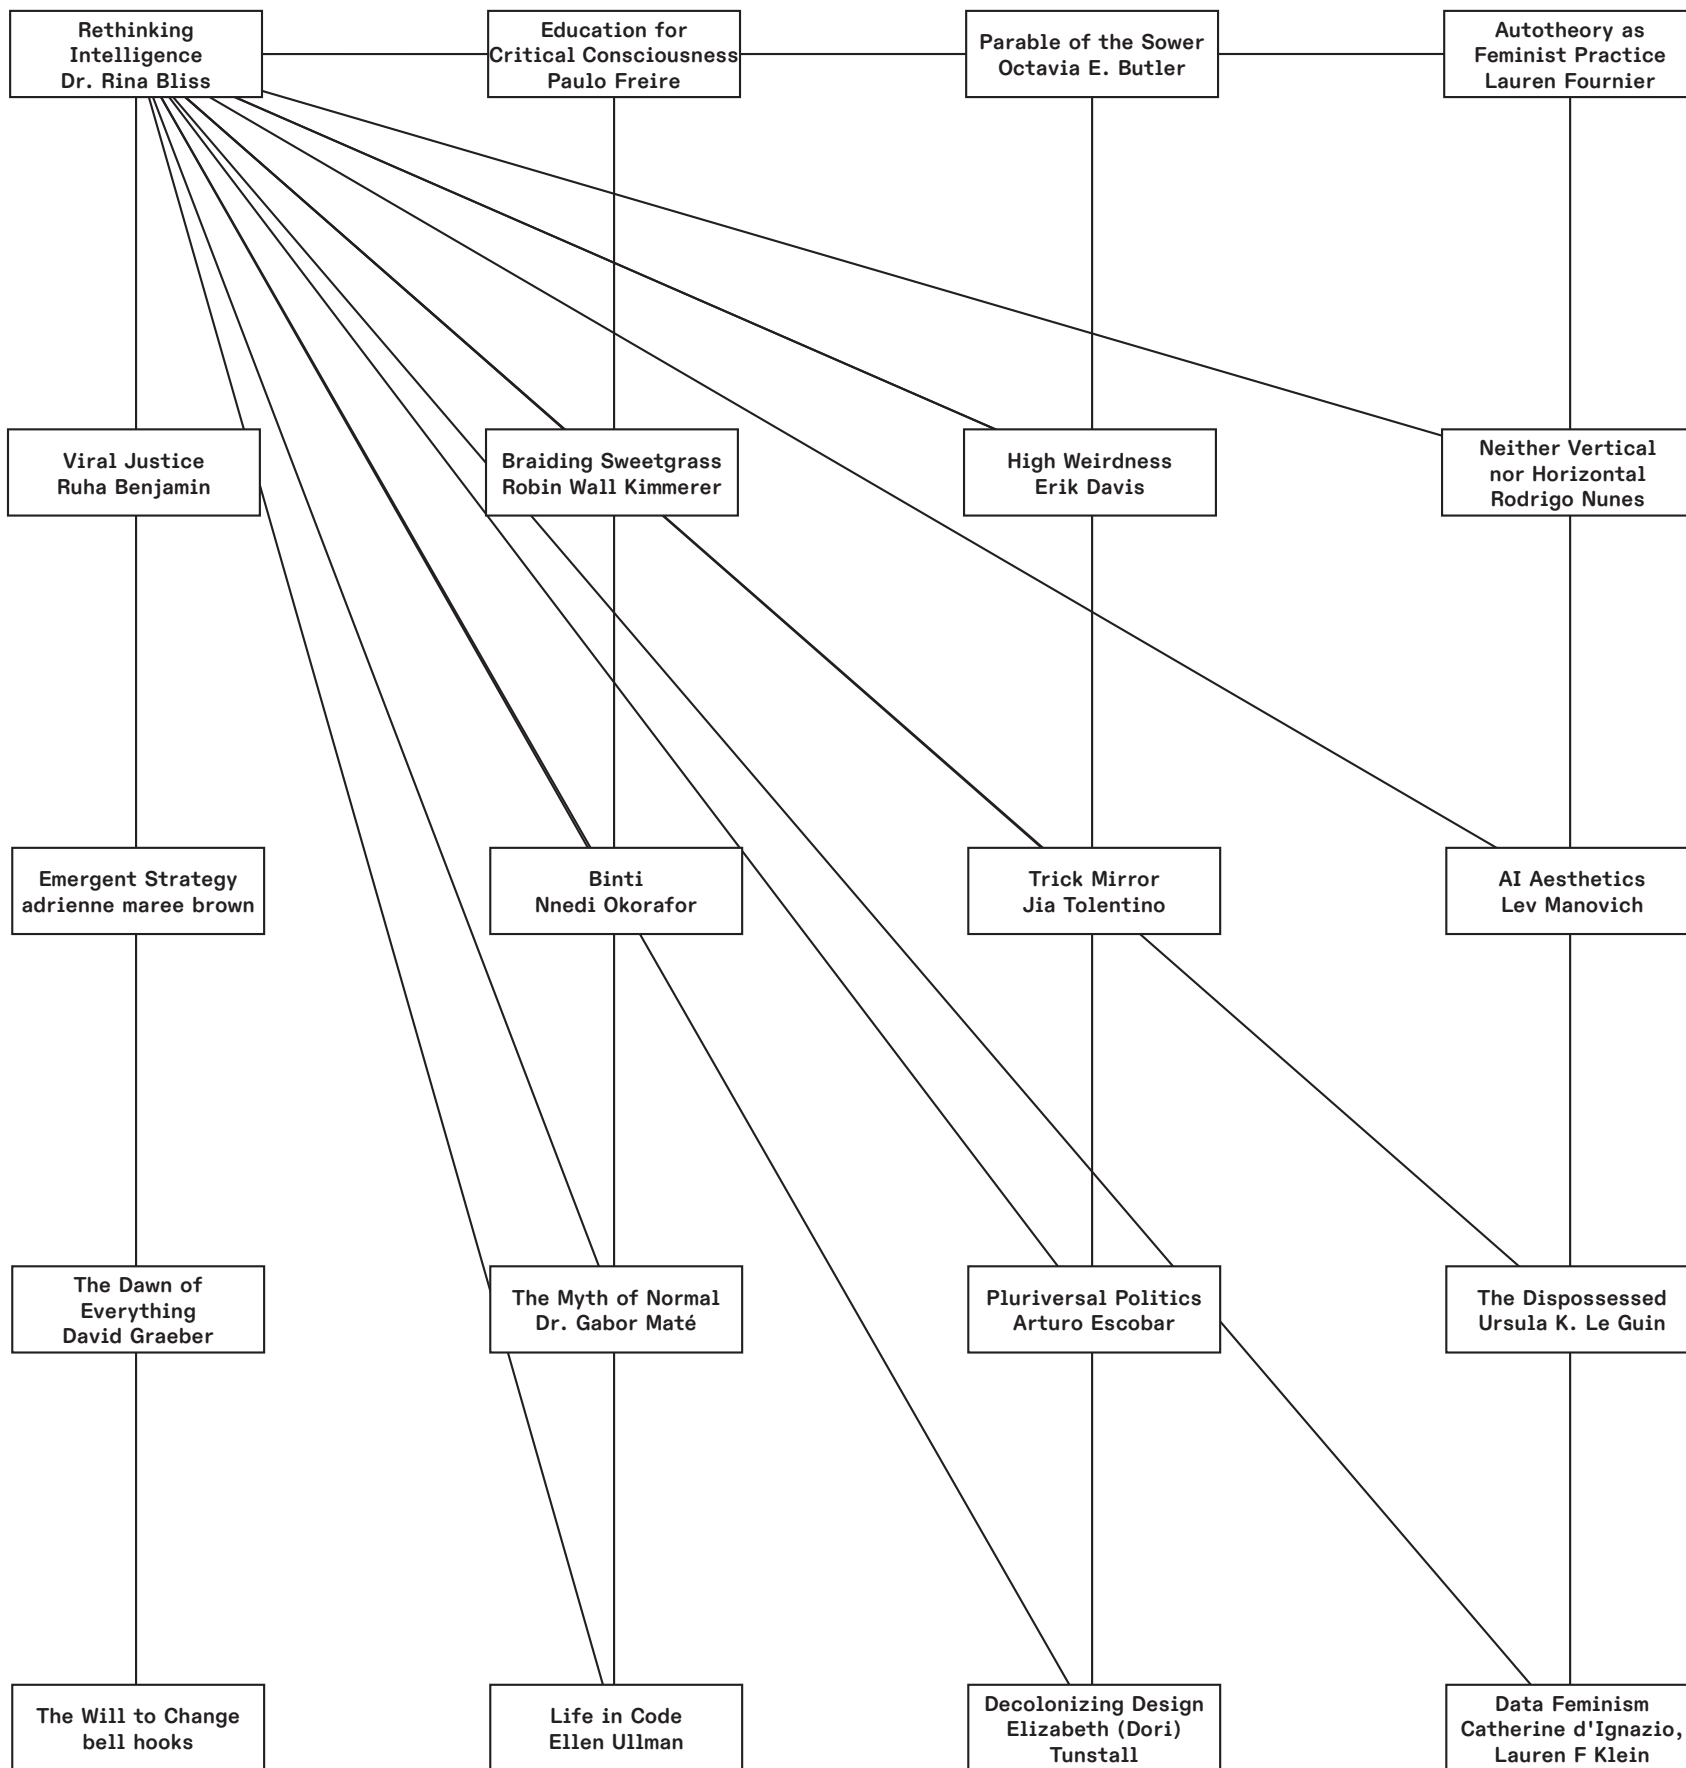 Rethinking
Intelligence
Dr. Rina Bliss
Education for
Critical Consciousness
Paulo Freire
Parable of the Sower
Octavia E. Butler
Autotheory as
Feminist Practice
Lauren Fournier
Viral Justice
Ruha Benjamin
Braiding Sweetgrass
Robin Wall Kimmerer
High Weirdness
Erik Davis
Neither Vertical
nor Horizontal
Rodrigo Nunes
Emergent Strategy
adrienne maree brown
Binti
Nnedi Okorafor
Trick Mirror
Jia Tolentino
AI Aesthetics
Lev Manovich
The Dawn of
Everything
David Graeber
The Myth of Normal
Dr. Gabor Maté
Pluriversal Politics
Arturo Escobar
The Dispossessed
Ursula K. Le Guin
The Will to Change
bell hooks
Life in Code
Ellen Ullman
Decolonizing Design
Elizabeth (Dori)
Tunstall
Data Feminism
Catherine d'Ignazio,
Lauren F Klein